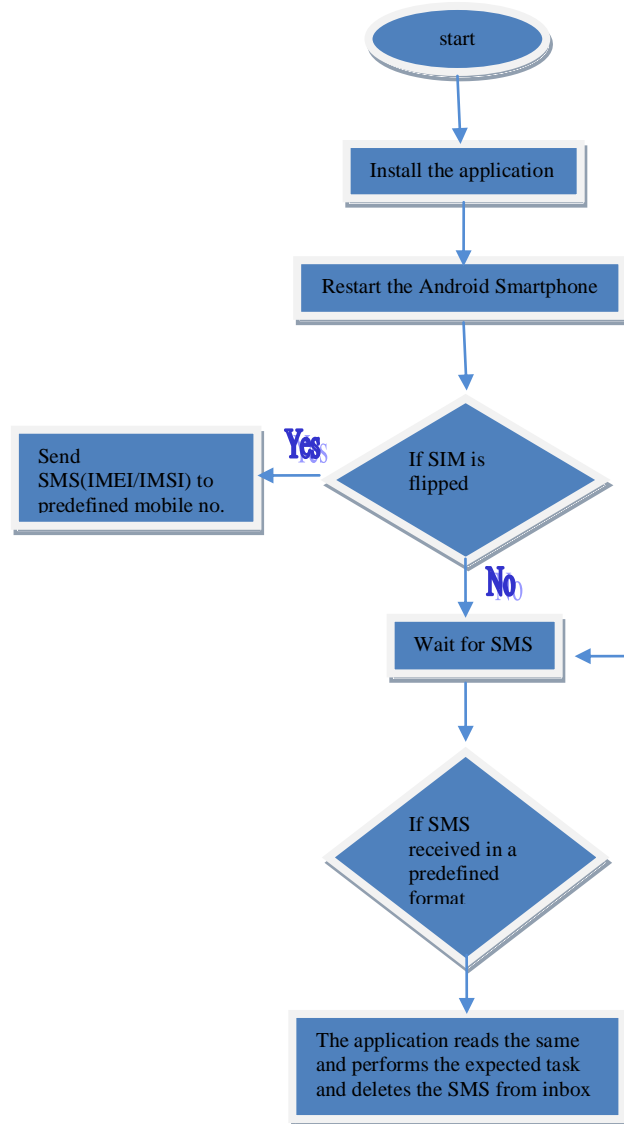 start
Install the application
Restart the Android Smartphone
If SIM is
flipped
Yes
Send
SMS(IMEI/IMSI) to
predefined mobile no.
No
Wait for SMS
If SMS
received in a
predefined
format
The application reads the same
and performs the expected task
and deletes the SMS from inbox